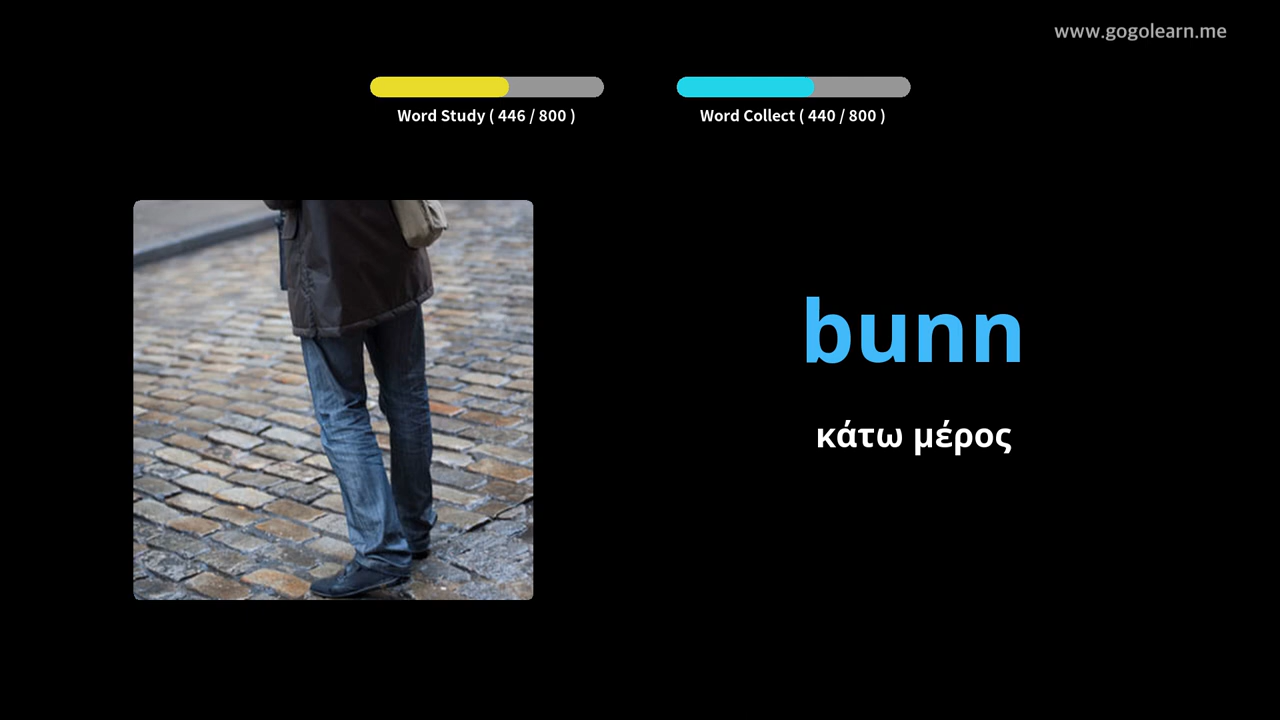 www.gogolearn.me
Word Study ( 446 / 800 )
Word Collect ( 440 / 800 )
bunn
κάτω μέρος